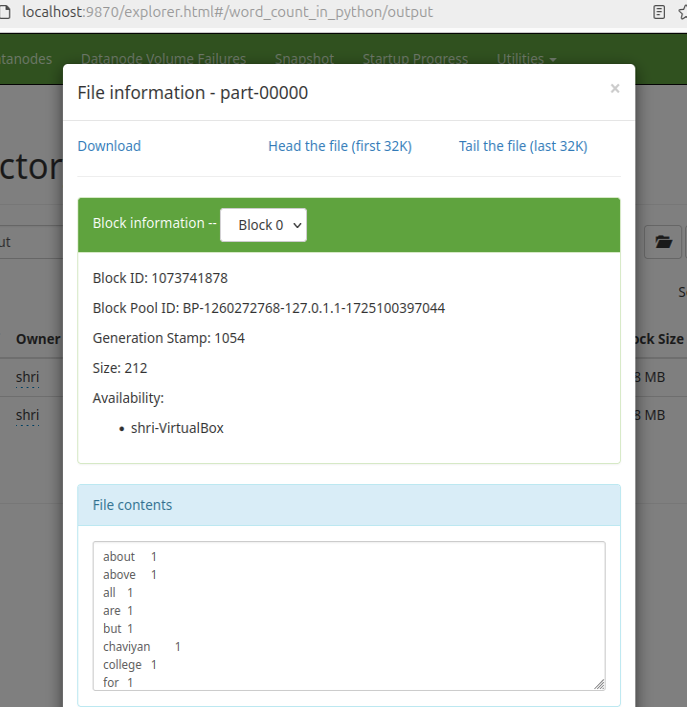 localhost:9870/explorer.html#/word_count_in_python/output
tanodes Datanode Volume Failures Snapshot Startup Progress Utilities
File information - part-00000 ×
ctor
Download Head the file (first 32K) Tail the file (last 32K)
Block information -- Block 0
ut
Block ID: 1073741878
Block Pool ID: BP-1260272768-127.0.1.1-1725100397044
Generation Stamp: 1054
Owner
ock Size
Size: 212
shri
8 MB
Availability:
shri
8 MB
• shri-VirtualBox
File contents
about 1
above 1
all 1
are 1
but 1
chaviyan 1
college 1
for 1